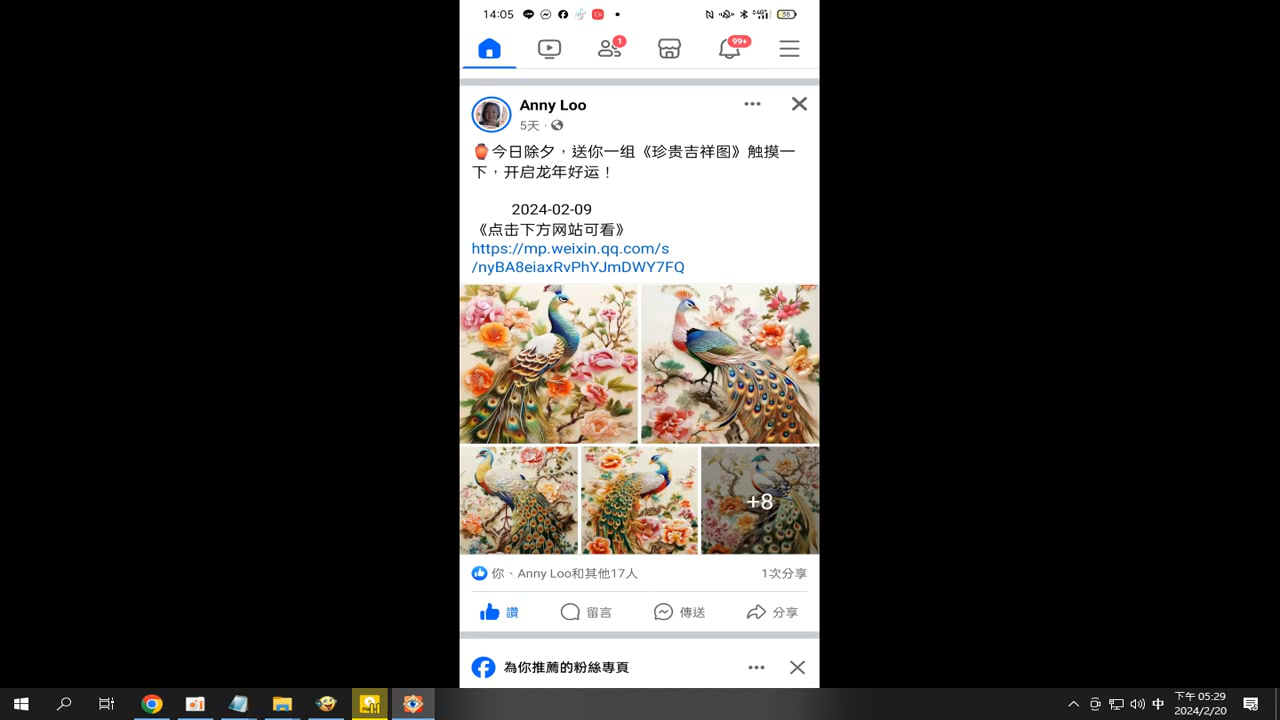 14:05
38
1
99+
Anny Loo
5天 ·
今日除夕，送你一组《珍贵吉祥图》触摸一
下，开启龙年好运！
2024-02-09
《点击下方网站可看》
https://mp.weixin.qq.com/s
/nyBA8eiaxRvPhYJmDWY7FQ
+8
你、Anny Loo和其他17人
1次分享
讚
留言
傳送
分享
為你推薦的粉絲專頁
中
下午 05:29
2024/2/20